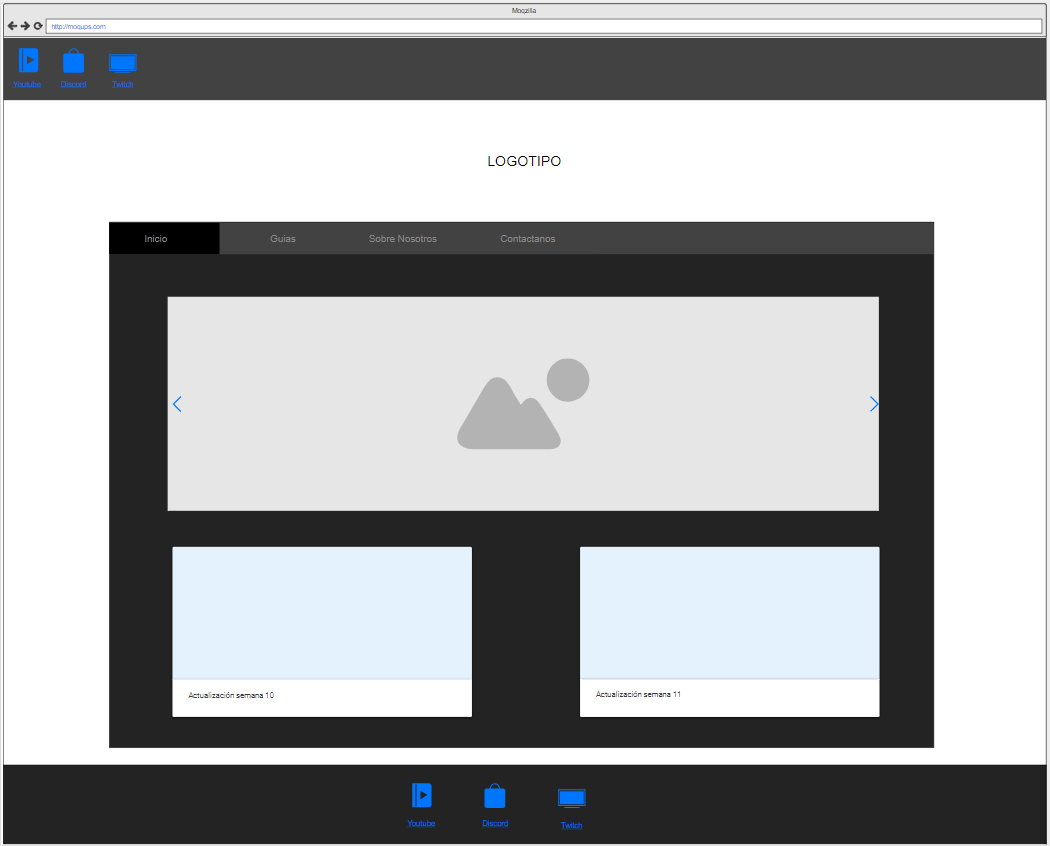 Moqzilla
http://moqups.com
Youtube Discord Twitch
LOGOTIPO
Inicio Guias Sobre Nosotros Contactanos
Actualización semana 10 Actualización semana 11
Youtube Discord Twitch